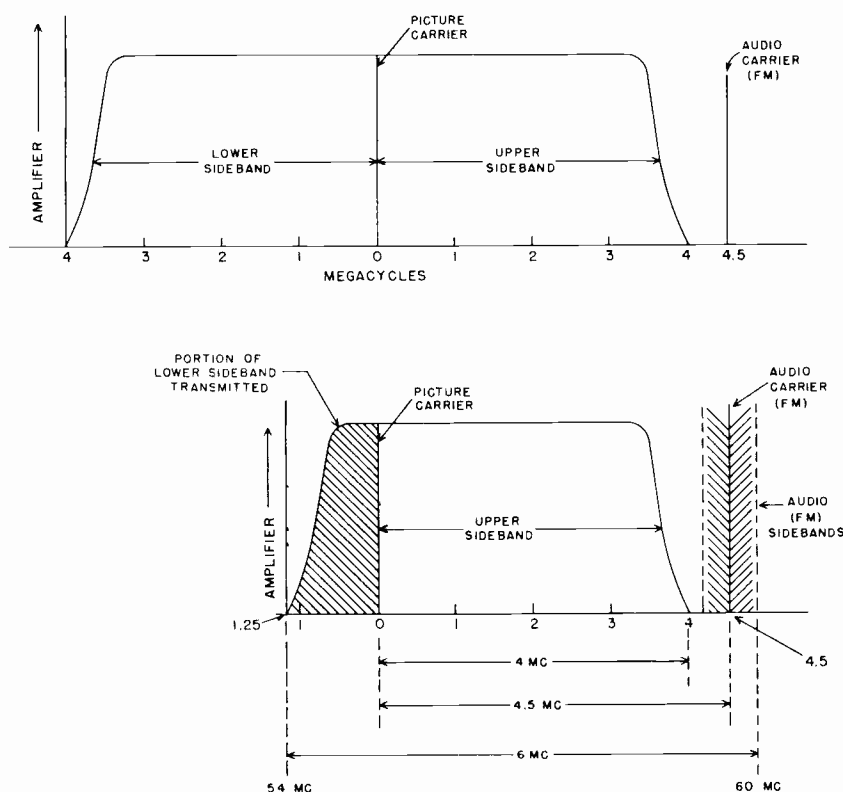 PICTURE
CARRIER
AUDIO
CARRIER
(FM)
AMPLIFIER
LOWER
SIDEBAND
UPPER
SIDEBAND
4 3 2 1 0 1 2 3 4 4.5
MEGACYCLES
PORTION OF
LOWER SIDEBAND
TRANSMITTED
PICTURE
CARRIER
AUDIO
CARRIER
(FM)
AMPLIFIER
UPPER
SIDEBAND
AUDIO
(FM)
SIDEBANDS
1.25 1 0 1 2 3 4 4.5
4 MC
4.5 MC
6 MC
54 MC 60 MC